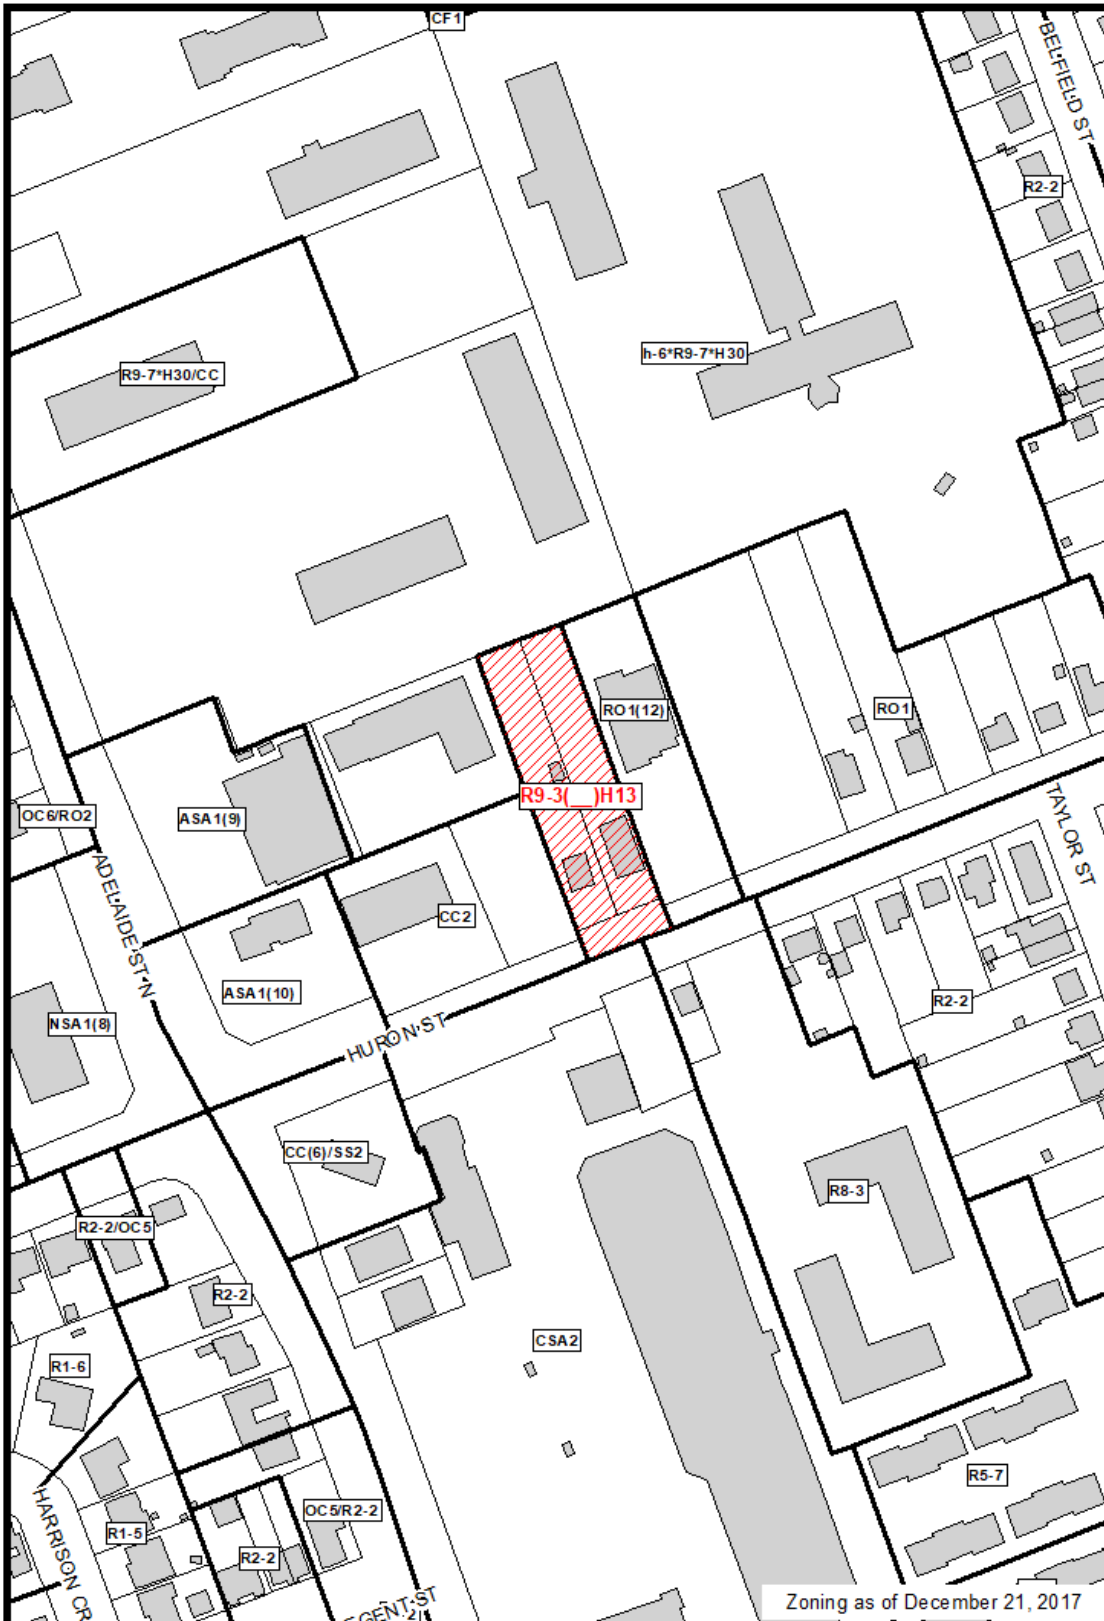 CF1
BELFIELD ST
R2-2
h-6*R9-7*H30
R9-7*H30/CC
RO1(12)
RO1
R9-3(__)H13
OC6/RO2
ASA1(9)
TAYLOR ST
ADELAIDE ST N
CC2
ASA1(10)
R2-2
NSA1(8)
HURON ST
CC(6)/SS2
R8-3
R2-2/OC5
R2-2
CSA2
R1-6
R5-7
OC5/R2-2
R1-5
HARRISON CR
R2-2
EGENT ST
Zoning as of December 21, 2017